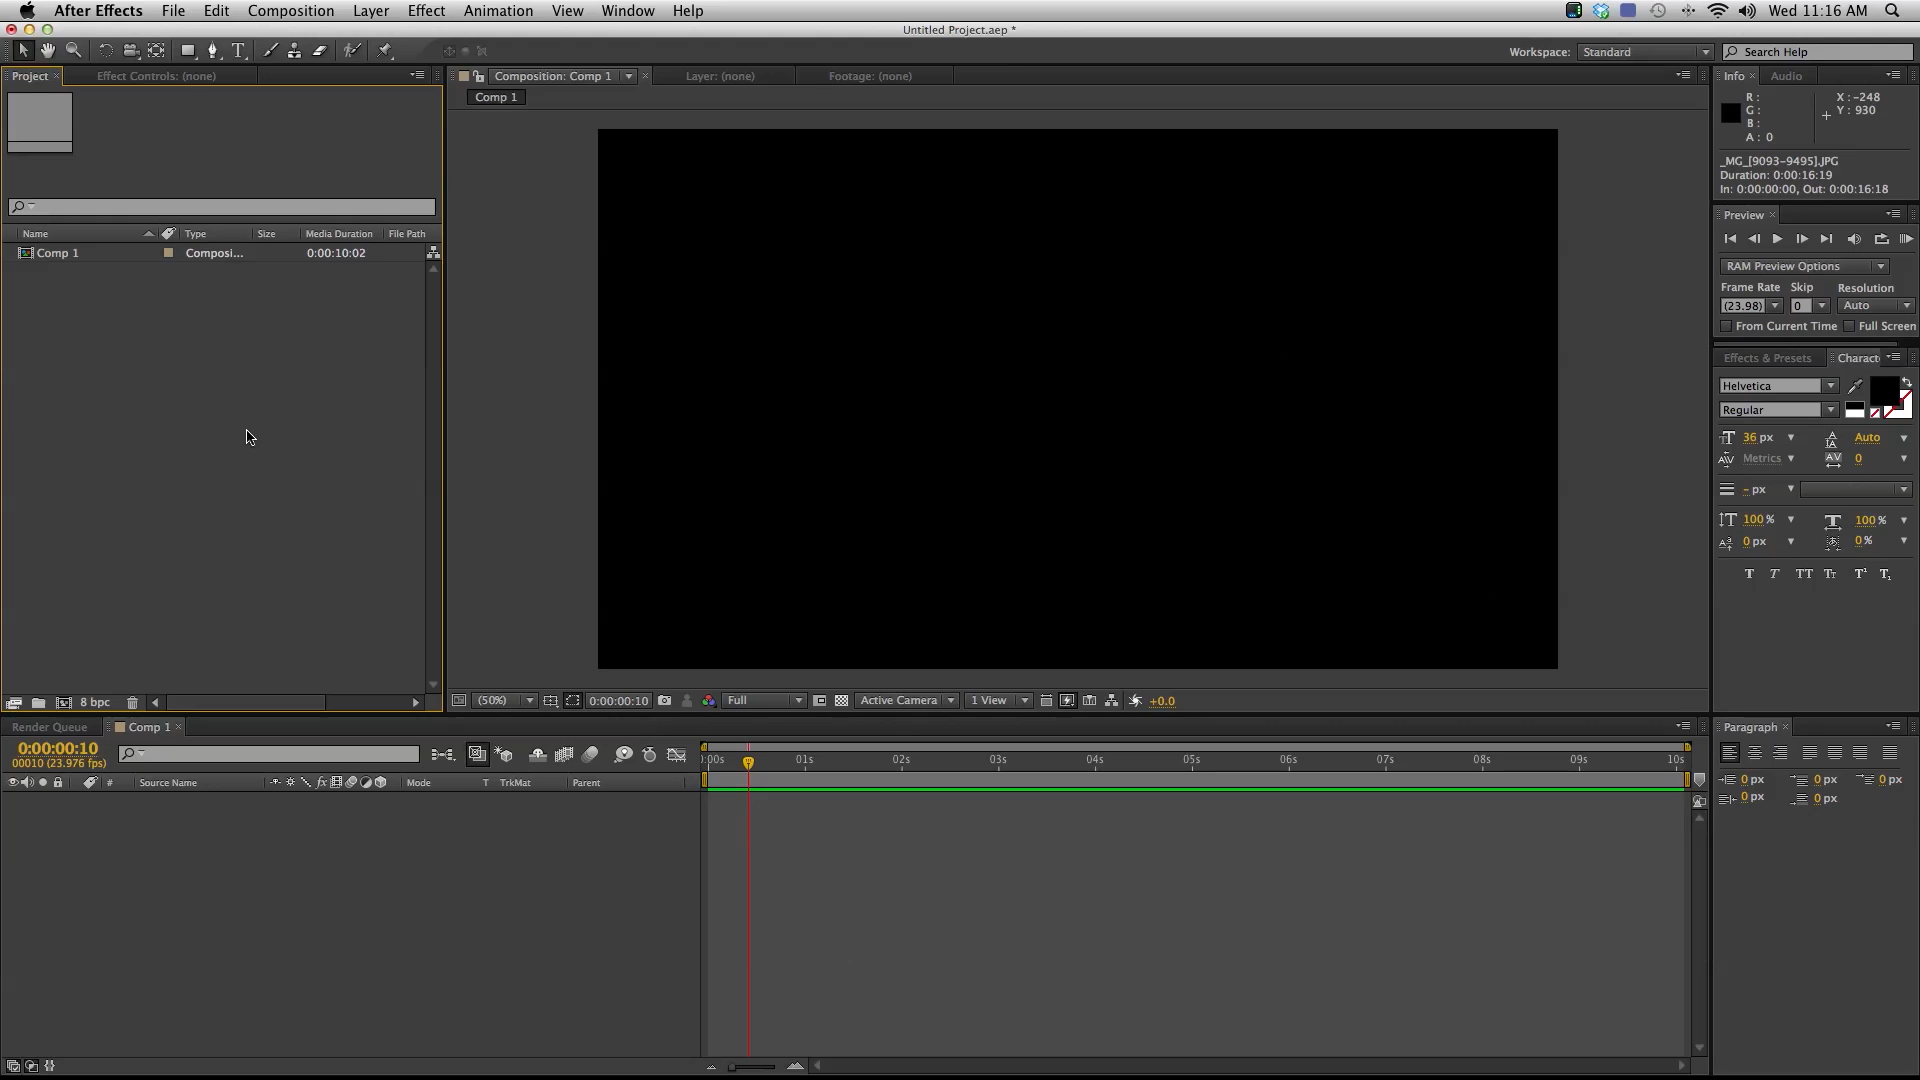 After Effects File Edit Composition Layer Effect Animation View Window Help Wed 11:16 AM
Untitled Project.aep *
Workspace: Standard Search Help
Project Effect Controls: (none) Composition: Comp 1 Layer: (none) Footage: (none) Info Audio
Comp 1
R :
G :
B :
A : 0
X : -248
Y : 930
_MG_[9093-9495].JPG
Duration: 0:00:16:19
In: 0:00:00:00, Out: 0:00:16:18
Preview
Name Type Size Media Duration File Path
Comp 1 Composi... 0:00:10:02
RAM Preview Options
Frame Rate Skip Resolution
(23.98) 0 Auto
From Current Time Full Screen
Effects & Presets Charact
Helvetica
Regular
36 px Auto
Metrics 0
- px
100 % 100 %
0 px 0 %
T T TT Tt T¹ T₁
8 bpc (50%) 0:00:00:10 Full Active Camera 1 View +0.0
Render Queue Comp 1
0:00:00:10
00010 (23.976 fps)
# Source Name fx Mode T TrkMat Parent
:00s 01s 02s 03s 04s 05s 06s 07s 08s 09s 10s
Paragraph
0 px 0 px 0 px
0 px 0 px